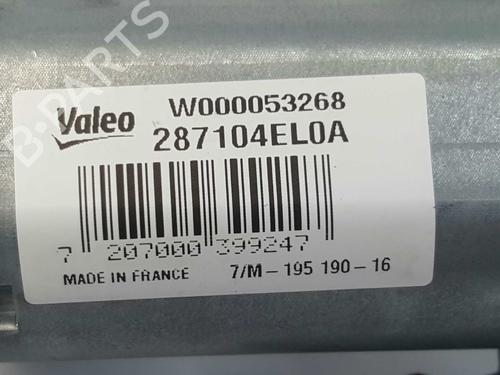 B-PARTS
W000053268
Valeo
287104EL0A
7 207000 399247
MADE IN FRANCE 7/M-195 190-16